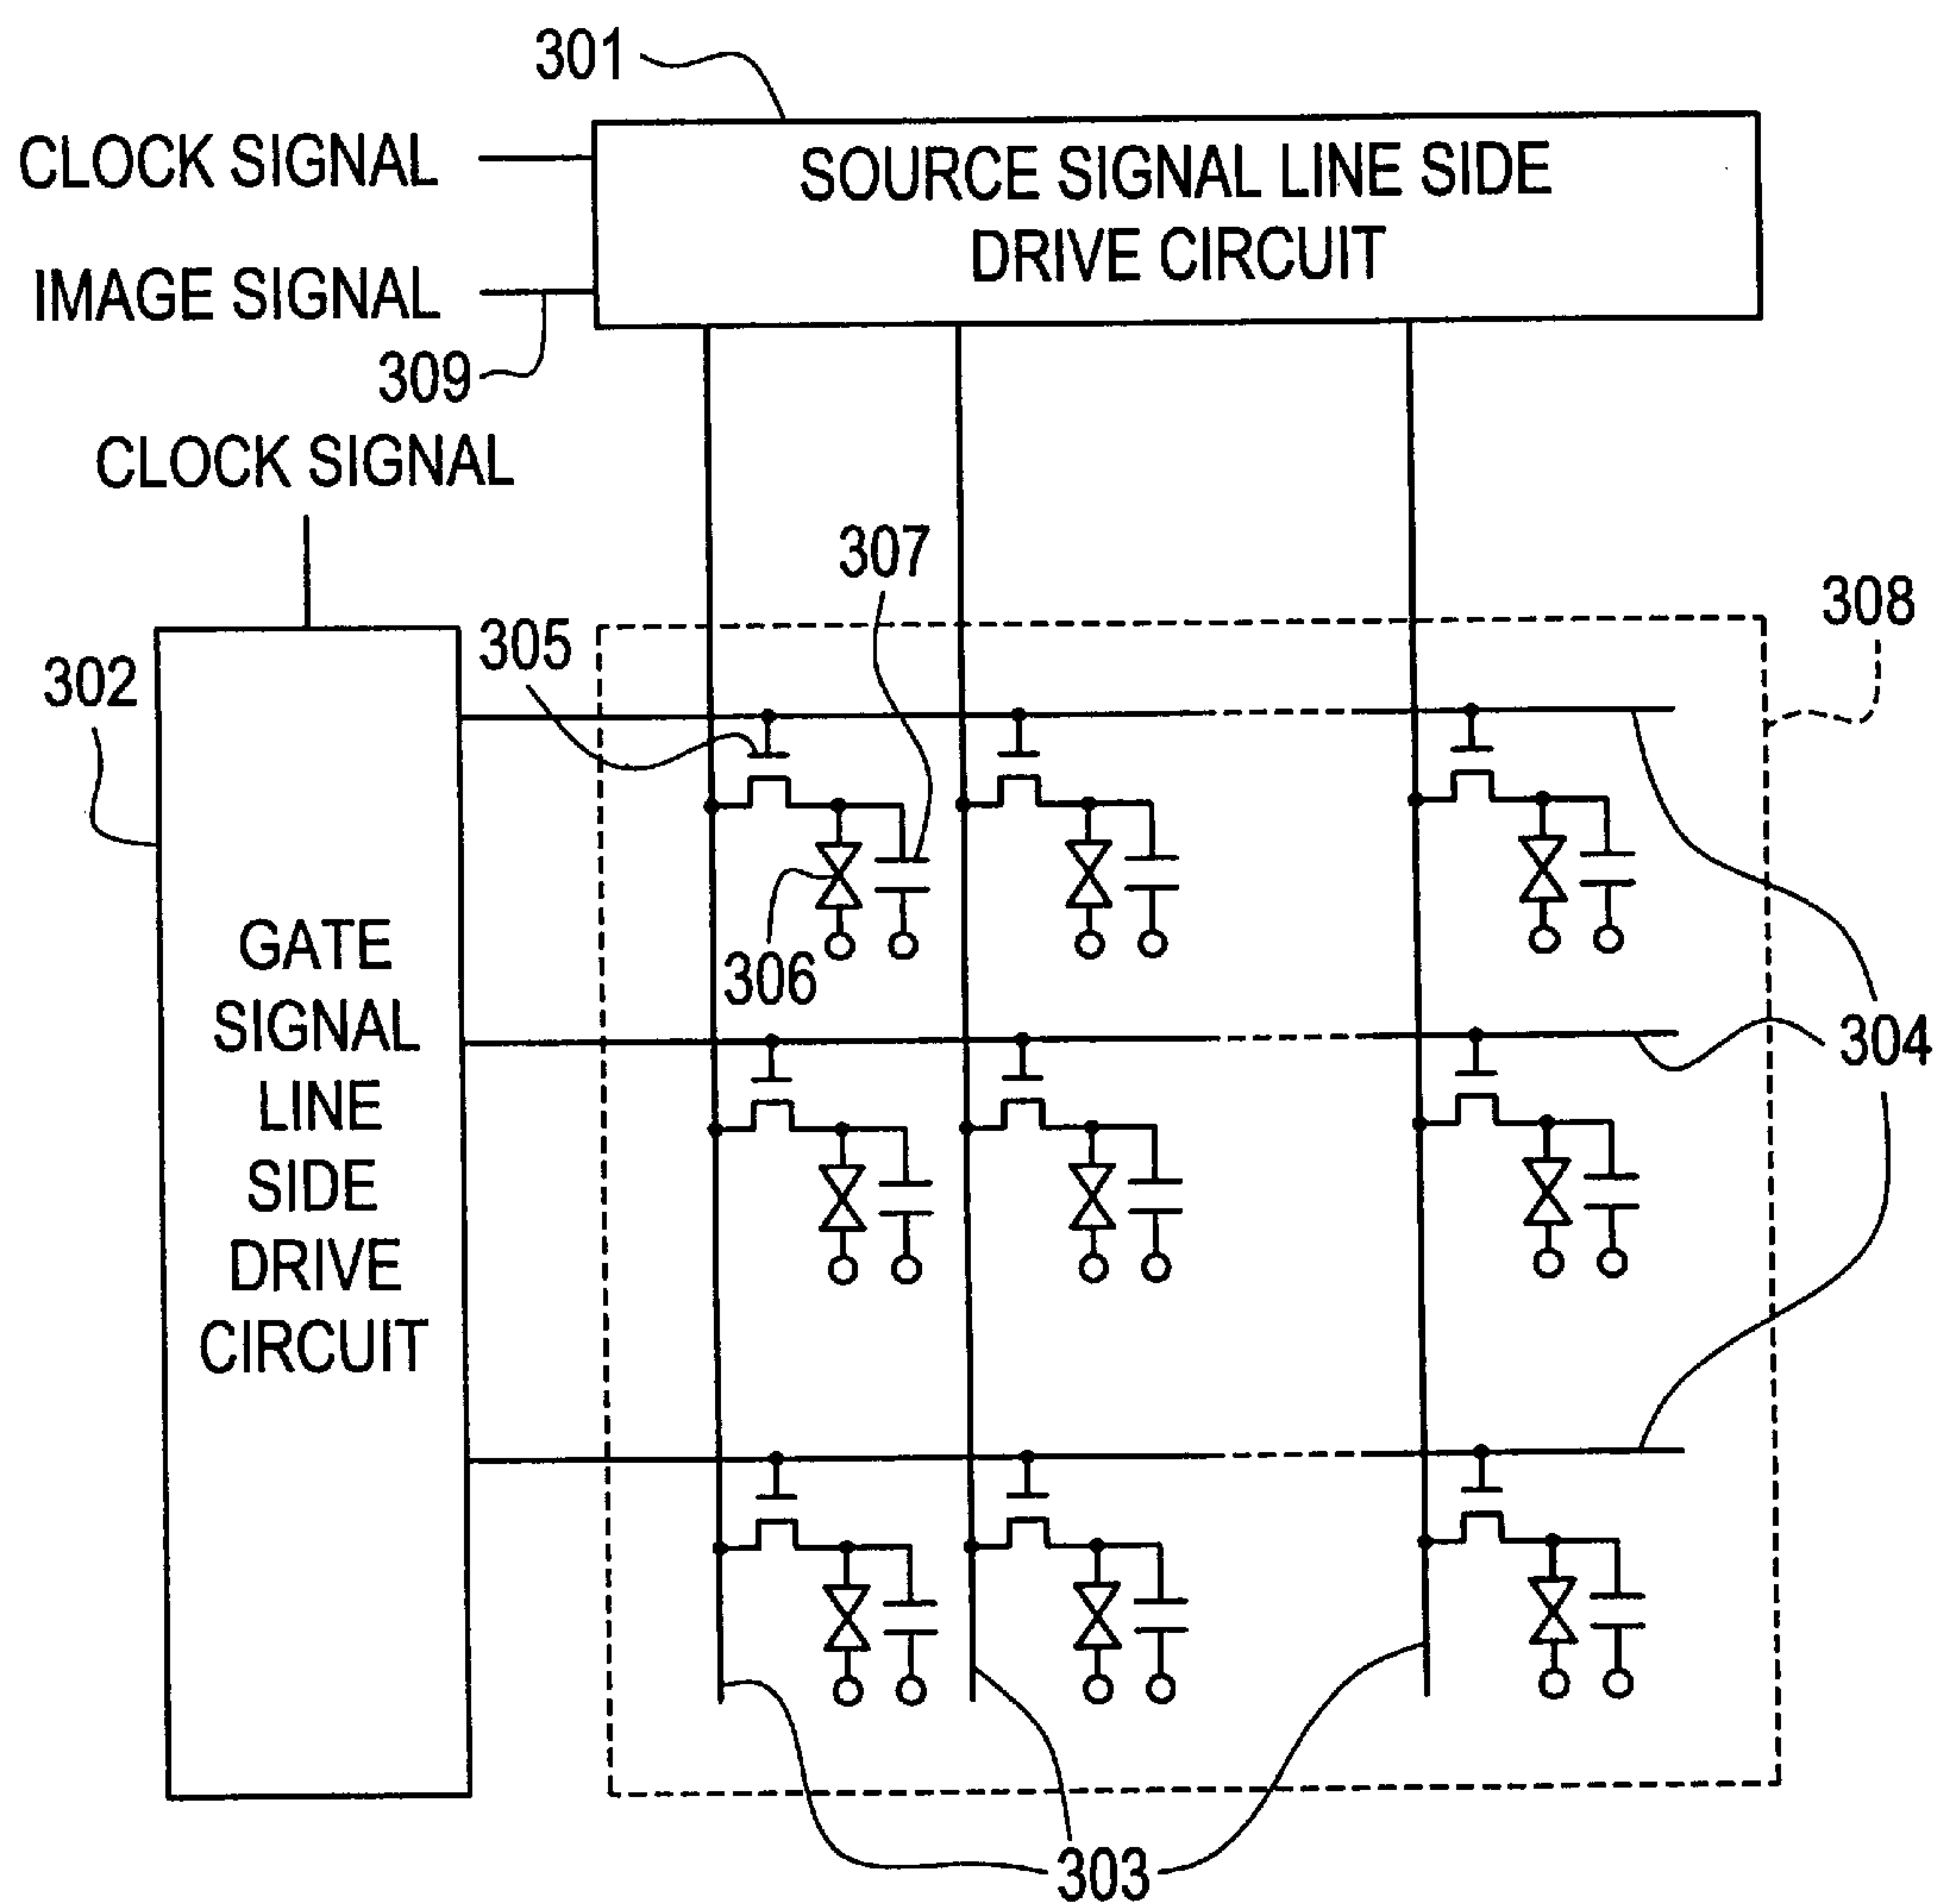 301
CLOCK SIGNAL
SOURCE SIGNAL LINE SIDE
DRIVE CIRCUIT
IMAGE SIGNAL
309
CLOCK SIGNAL
307
308
305
302
306
GATE
SIGNAL
LINE
SIDE
DRIVE
CIRCUIT
304
303